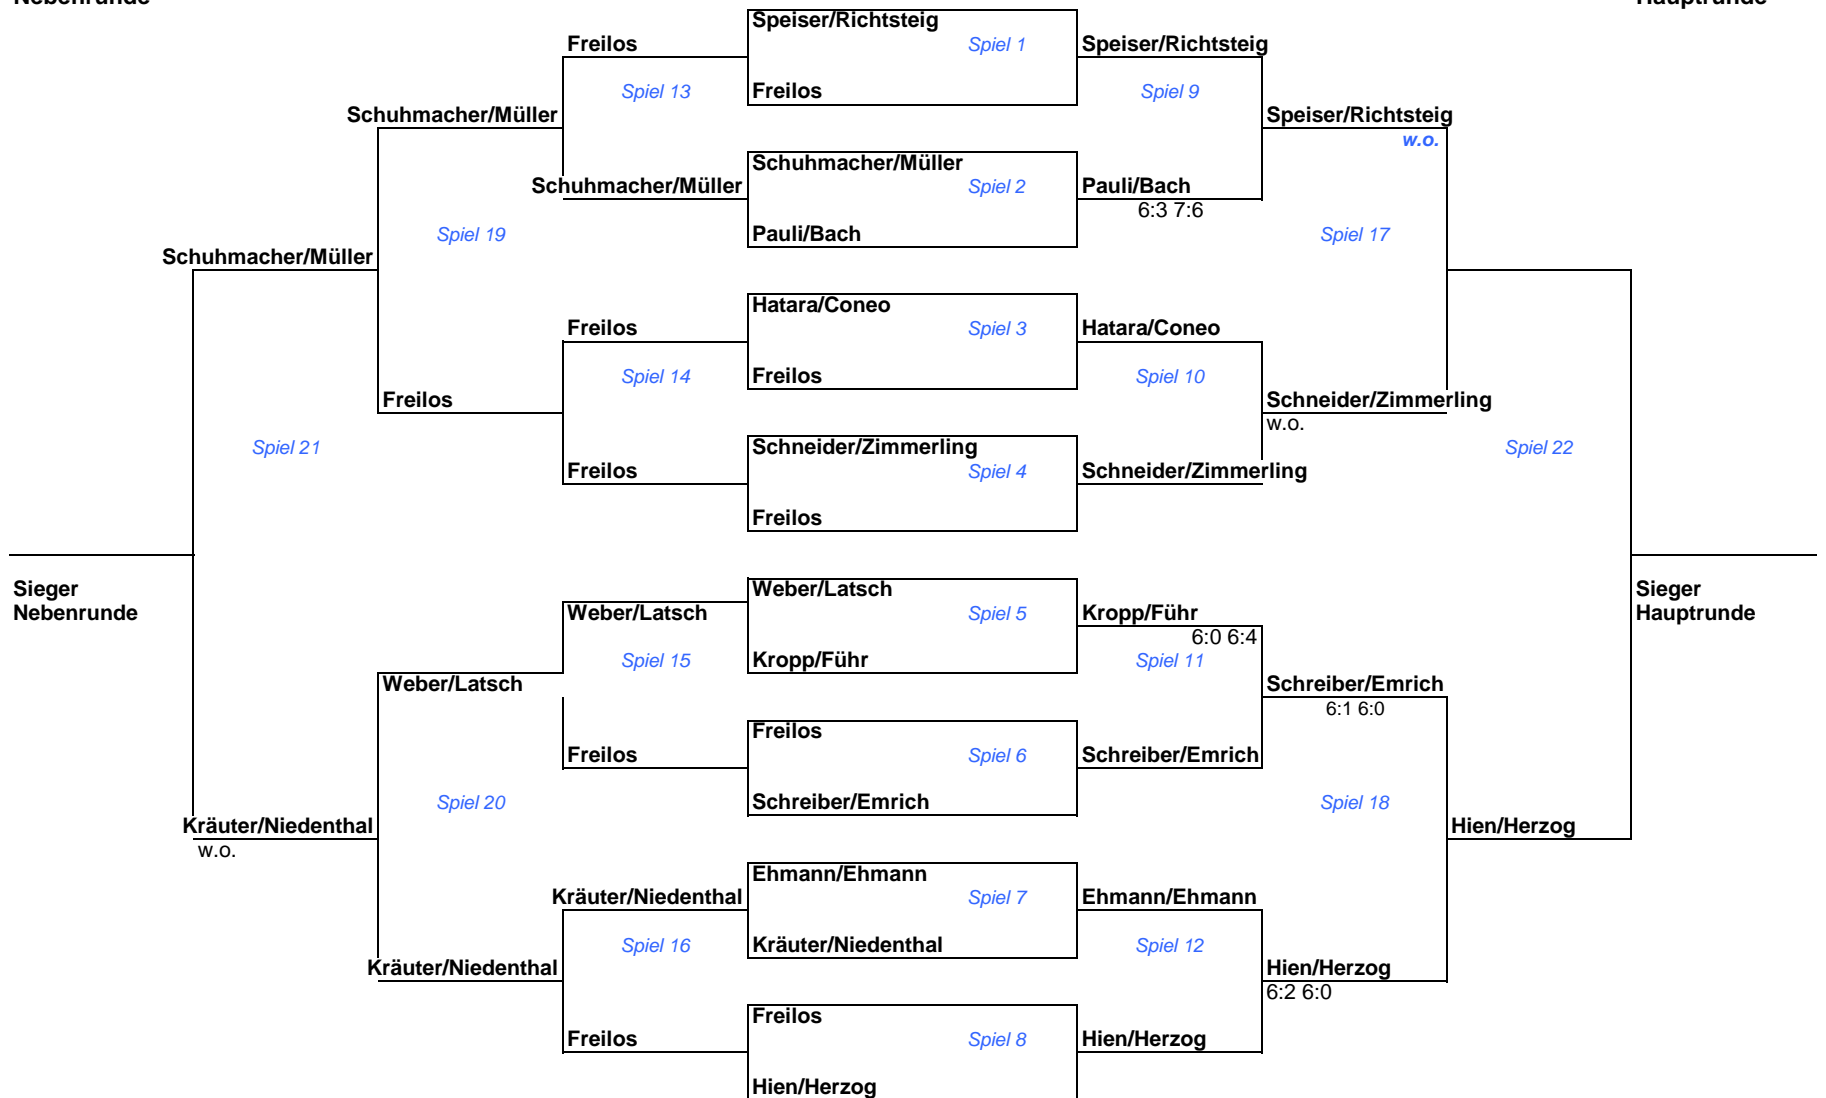 Nebenrunde
Hauptrunde
Speiser/Richtsteig
Freilos
Spiel 1
Speiser/Richtsteig
Spiel 13
Freilos
Spiel 9
Schuhmacher/Müller
Speiser/Richtsteig
w.o.
Schuhmacher/Müller
Schuhmacher/Müller
Spiel 2
Pauli/Bach
6:3 7:6
Spiel 19
Pauli/Bach
Spiel 17
Schuhmacher/Müller
Hatara/Coneo
Freilos
Spiel 3
Hatara/Coneo
Spiel 14
Freilos
Spiel 10
Freilos
Schneider/Zimmerling
w.o.
Spiel 21
Schneider/Zimmerling
Spiel 22
Freilos
Spiel 4
Schneider/Zimmerling
Freilos
Sieger
Nebenrunde
Weber/Latsch
Sieger
Hauptrunde
Weber/Latsch
Spiel 5
Kropp/Führ
6:0 6:4
Spiel 15
Kropp/Führ
Spiel 11
Weber/Latsch
Schreiber/Emrich
6:1 6:0
Freilos
Freilos
Spiel 6
Schreiber/Emrich
Spiel 20
Schreiber/Emrich
Spiel 18
Kräuter/Niedenthal
w.o.
Hien/Herzog
Ehmann/Ehmann
Kräuter/Niedenthal
Spiel 7
Ehmann/Ehmann
Spiel 16
Kräuter/Niedenthal
Spiel 12
Kräuter/Niedenthal
Hien/Herzog
6:2 6:0
Freilos
Freilos
Spiel 8
Hien/Herzog
Hien/Herzog